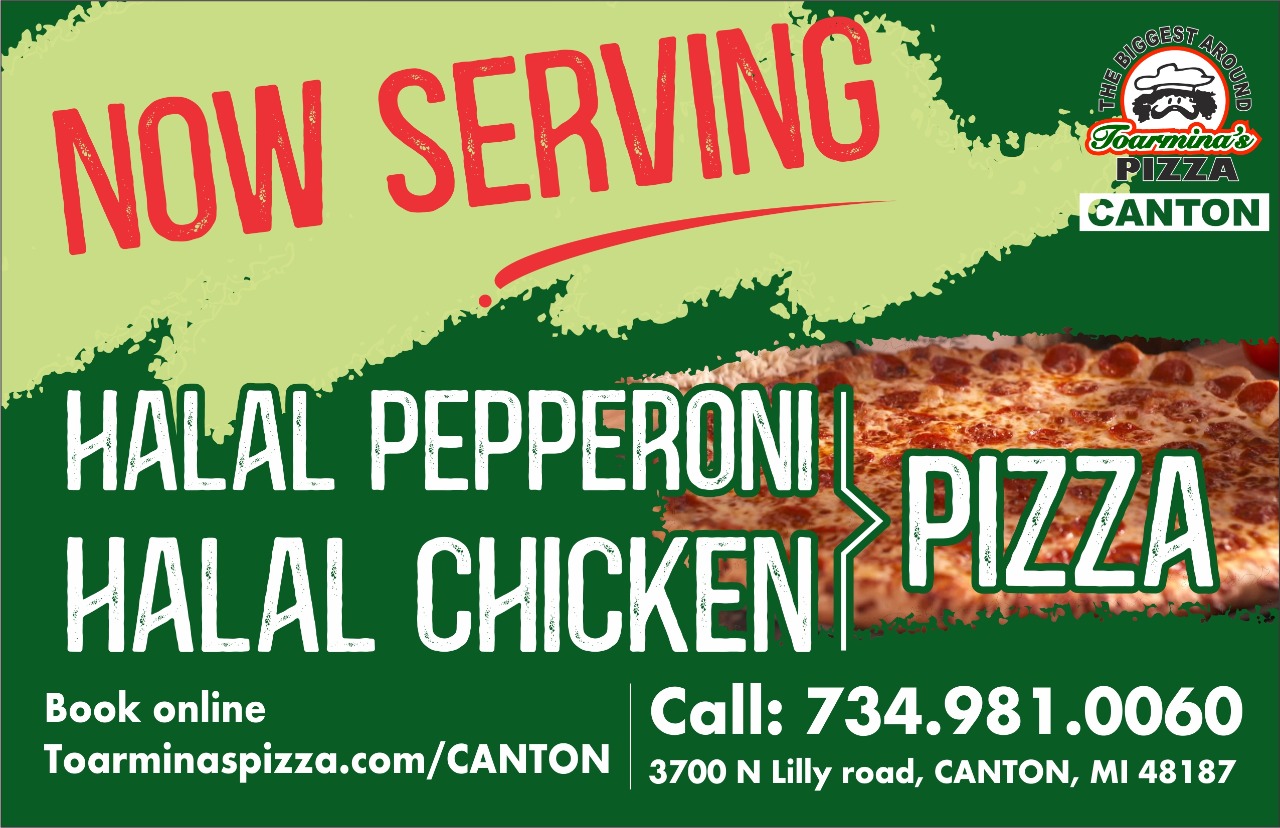 NOW SERVING
THE BIGGEST AROUND
Toarmina's
PIZZA
CANTON
HALAL PEPPERONI
HALAL CHICKEN
PIZZA
Book online
Toarminaspizza.com/CANTON
Call: 734.981.0060
3700 N Lilly road, CANTON, MI 48187